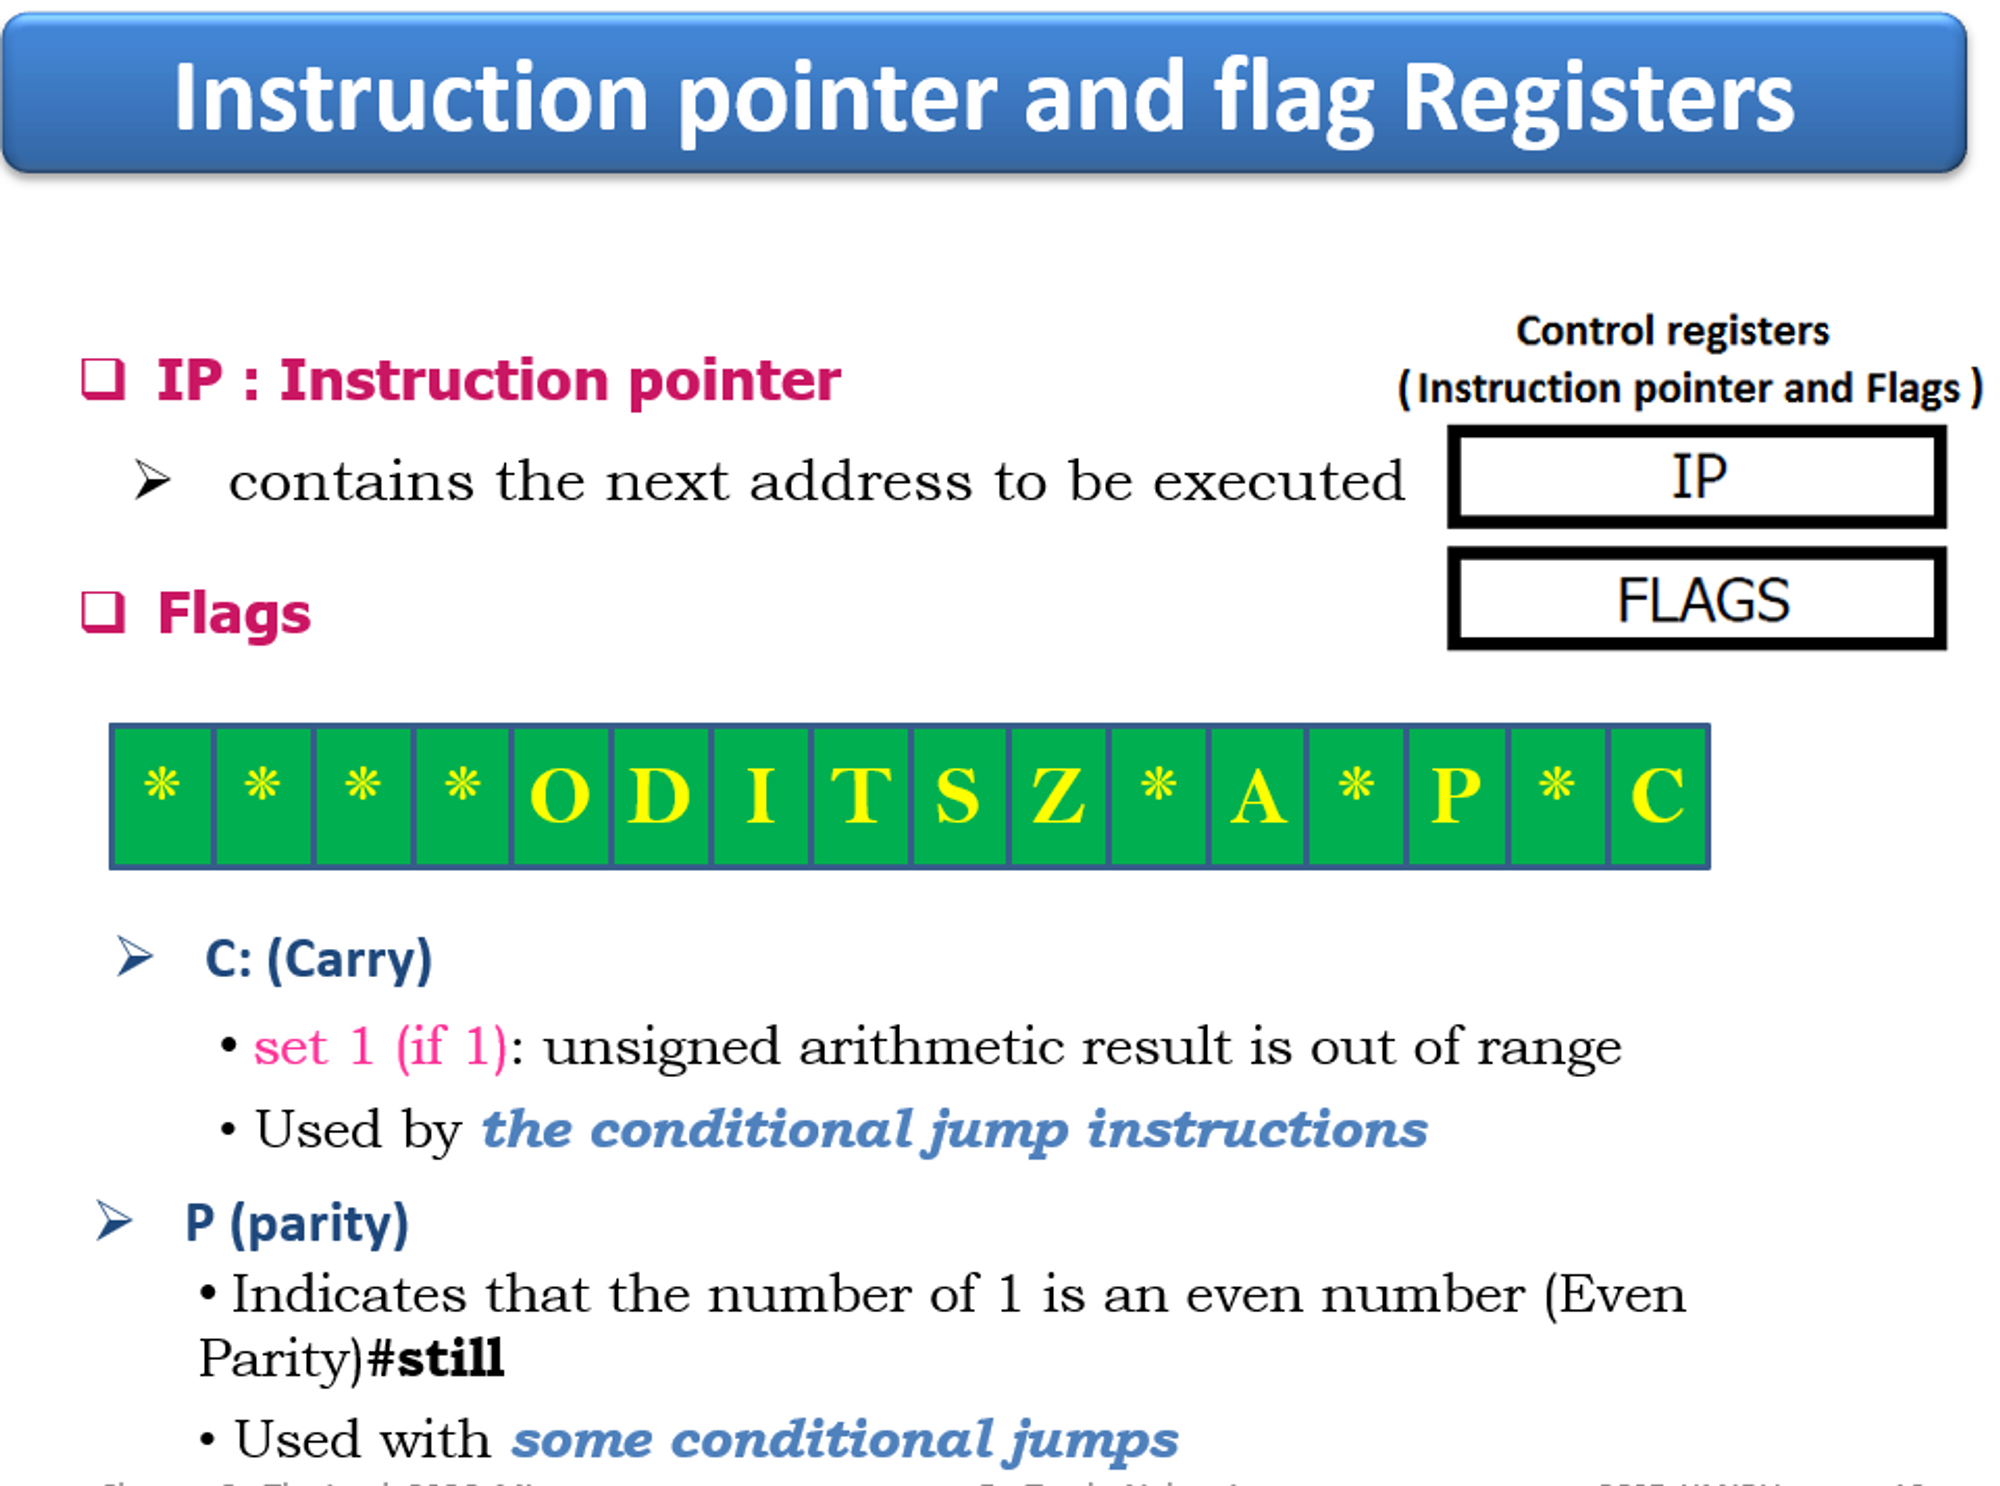 Instruction pointer and flag Registers
Control registers
(Instruction pointer and Flags)
IP : Instruction pointer
contains the next address to be executed
IP
FLAGS
Flags
* * * * O D I T S Z * A * P * C
C: (Carry)
• set 1 (if 1): unsigned arithmetic result is out of range
• Used by the conditional jump instructions
P (parity)
• Indicates that the number of 1 is an even number (Even
Parity)#still
• Used with some conditional jumps